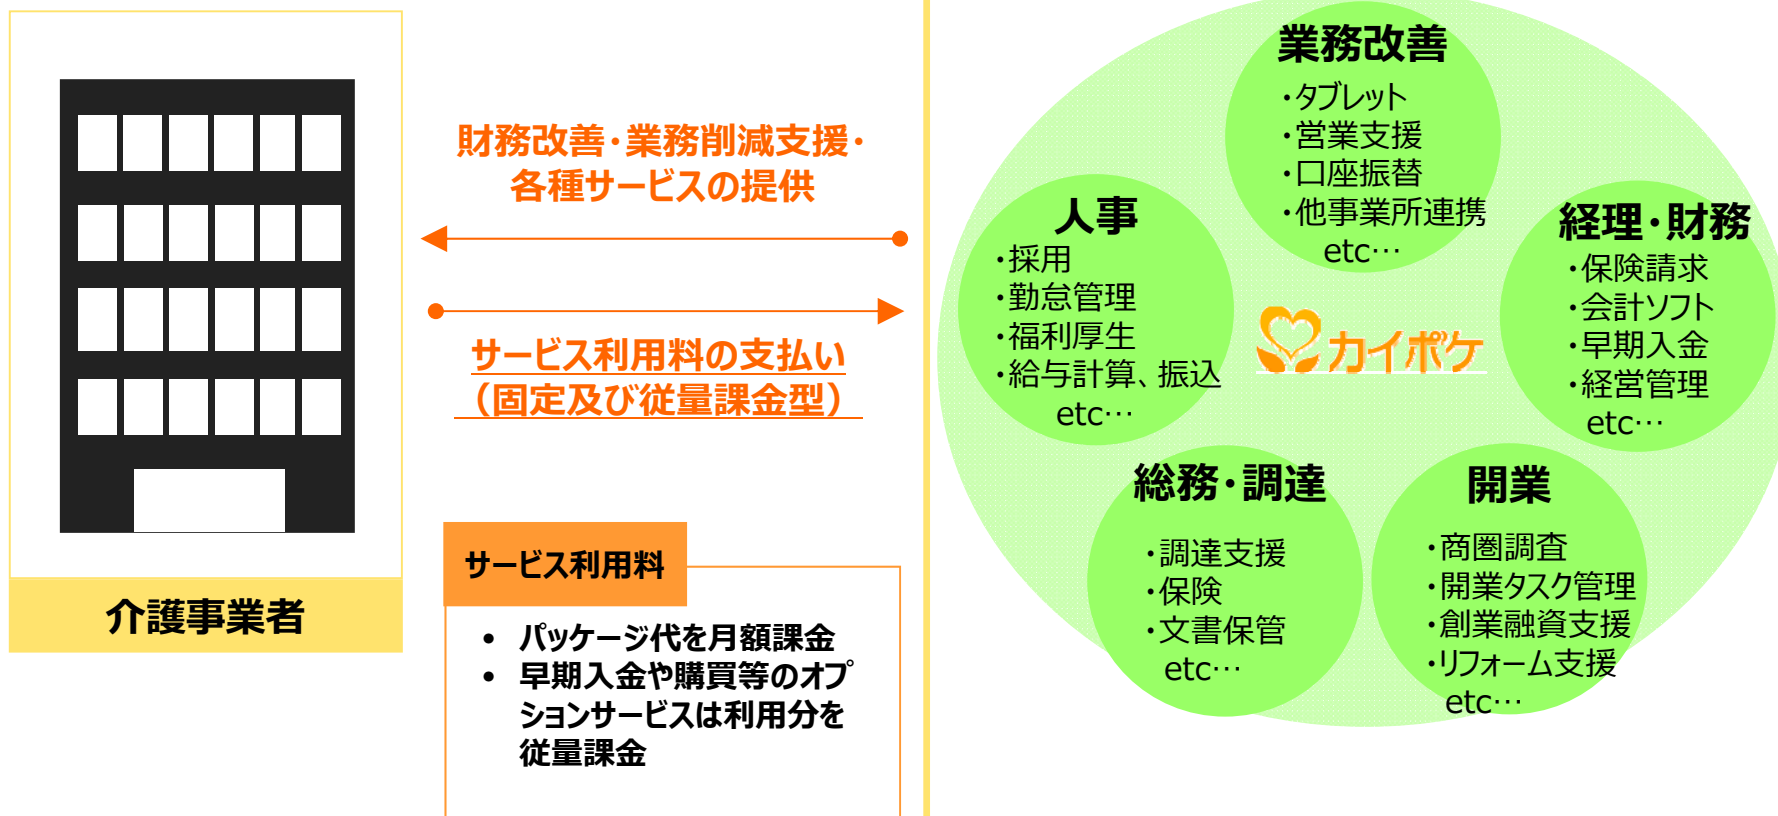 介護事業者
財務改善・業務削減支援・
各種サービスの提供
サービス利用料の支払い
（固定及び従量課金型）
サービス利用料
• パッケージ代を月額課金
• 早期入金や購買等のオプ
ションサービスは利用分を
従量課金
業務改善
・タブレット
・営業支援
・口座振替
・他事業所連携
etc…
人事
・採用
・勤怠管理
・福利厚生
・給与計算、振込
etc…
経理・財務
・保険請求
・会計ソフト
・早期入金
・経営管理
etc…
カイポケ
総務・調達
・調達支援
・保険
・文書保管
etc…
開業
・商圏調査
・開業タスク管理
・創業融資支援
・リフォーム支援
etc…